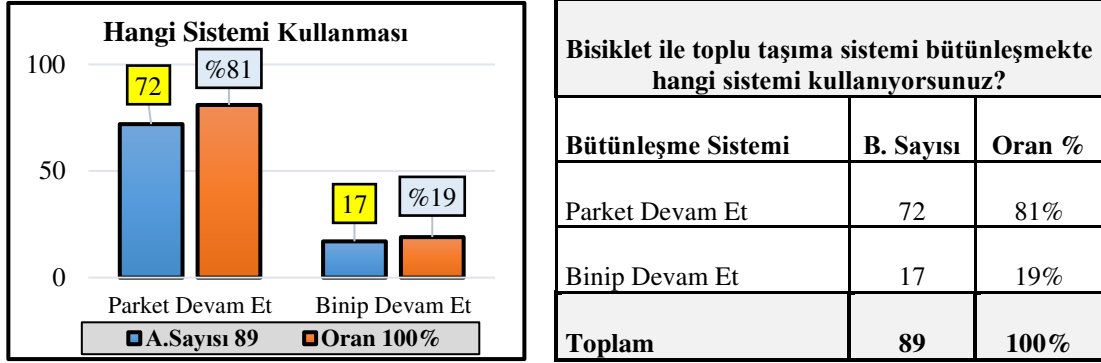 Hangi Sistemi Kullanması
100
50
0
72
%81
17
%19
Parket Devam Et
Binip Devam Et
A.Sayısı 89
Oran 100%
Bisiklet ile toplu taşıma sistemi bütünleşmekte
hangi sistemi kullanıyorsunuz?
Bütünleşme Sistemi B. Sayısı Oran %
Parket Devam Et 72 81%
Binip Devam Et 17 19%
Toplam 89 100%